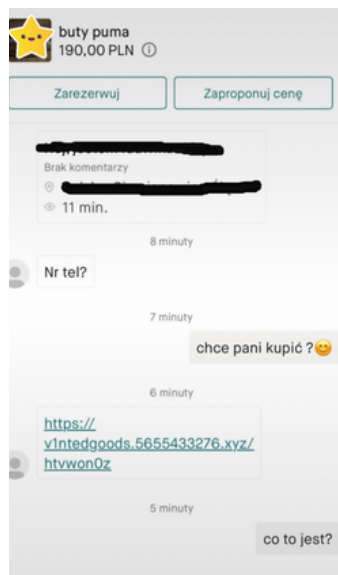 buty puma
190,00 PLN
Zarezerwuj
Zaproponuj cenę
Brak komentarzy
11 min.
8 minuty
Nr tel?
7 minuty
chce pani kupić ?😊
6 minuty
https://
v1ntedgoods.5655433276.xyz/
htvwon0z
5 minuty
co to jest?